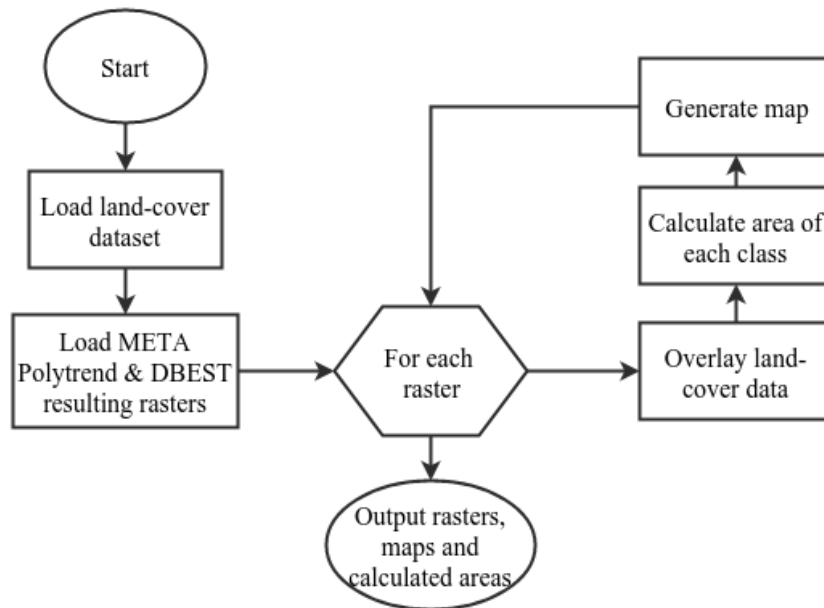 Start
Load land-cover
dataset
Load META
Polytrend & DBEST
resulting rasters
For each
raster
Overlay land-
cover data
Calculate area of
each class
Generate map
Output rasters,
maps and
calculated areas